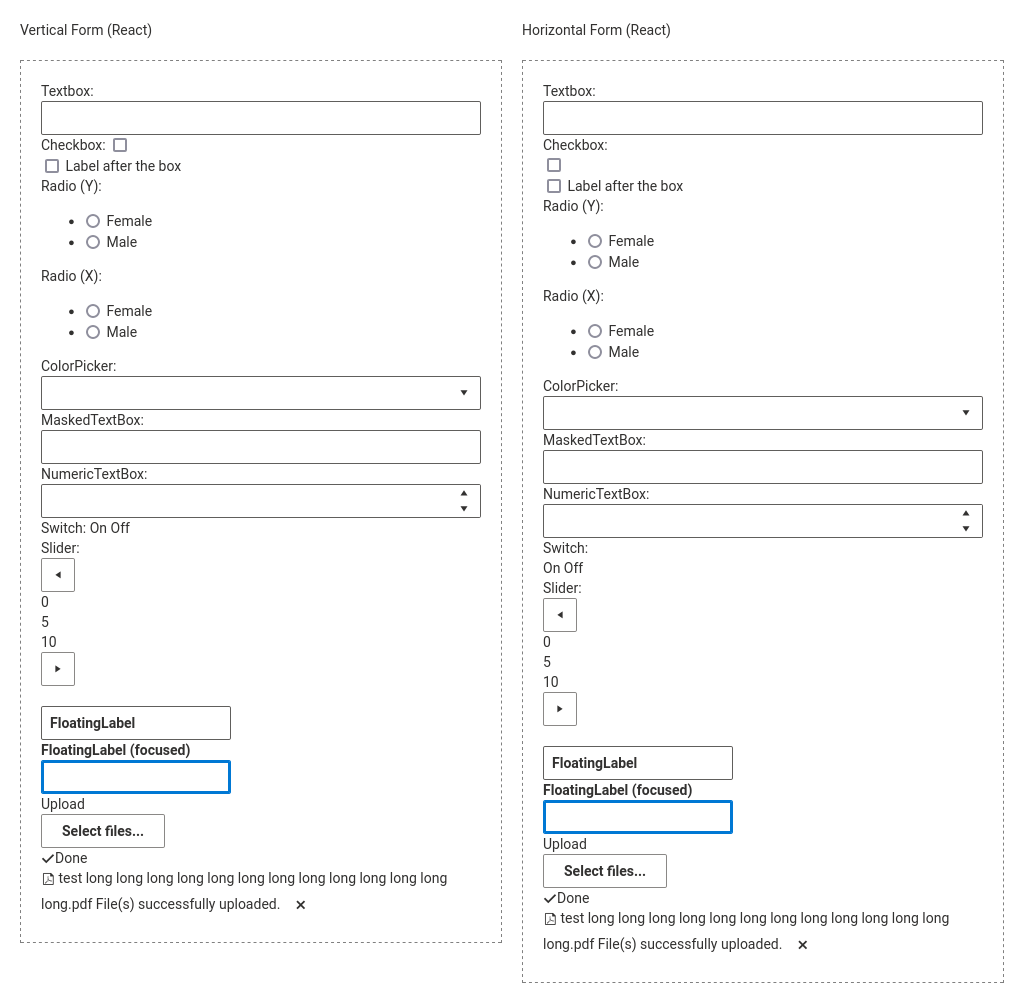 Vertical Form (React)
Textbox:
Checkbox:
Label after the box
Radio (Y):
Female
Male
Radio (X):
Female
Male
ColorPicker:
MaskedTextBox:
NumericTextBox:
Switch: On Off
Slider:
0
5
10
FloatingLabel
FloatingLabel (focused)
Upload
Select files...
Done
test long long long long long long long long long long long long
long.pdf File(s) successfully uploaded.
Horizontal Form (React)
Textbox:
Checkbox:
Label after the box
Radio (Y):
Female
Male
Radio (X):
Female
Male
ColorPicker:
MaskedTextBox:
NumericTextBox:
Switch:
On Off
Slider:
0
5
10
FloatingLabel
FloatingLabel (focused)
Upload
Select files...
Done
test long long long long long long long long long long long long
long.pdf File(s) successfully uploaded.